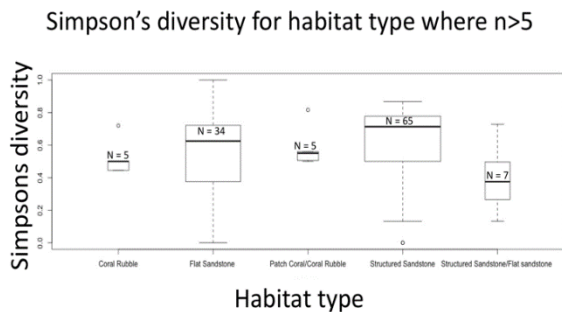 Simpson's diversity for habitat type where n>5
Simpsons diversity
1.0
0.8
0.6
0.4
0.2
0.0
N = 5
N = 34
N = 5
N = 65
N = 7
Coral Rubble
Flat Sandstone
Patch Coral/Coral Rubble
Structured Sandstone
Structured Sandstone/Flat sandstone
Habitat type